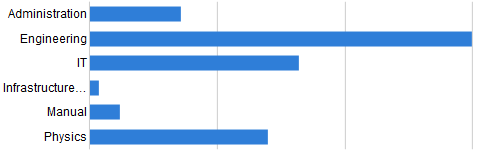 Administration
Engineering
IT
Infrastructure...
Manual
Physics